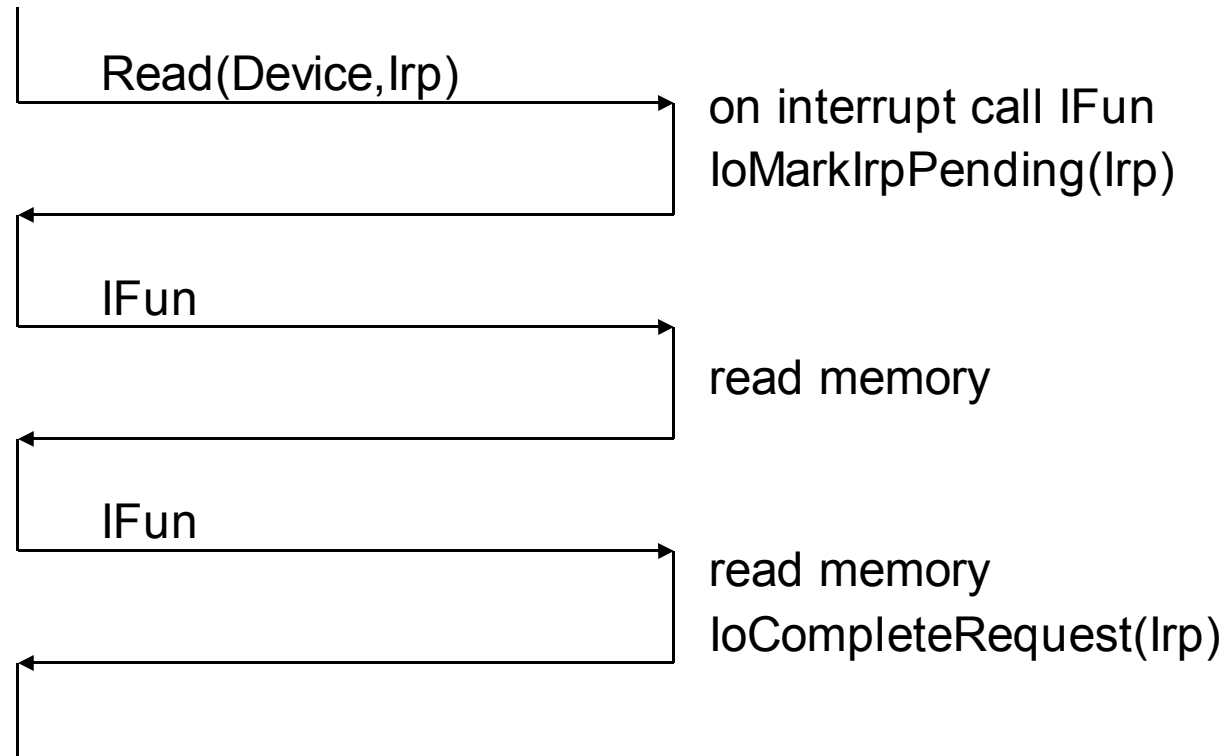 Read(Device,Irp)
on interrupt call IFun
IoMarkIrpPending(Irp)
IFun
read memory
IFun
read memory
IoCompleteRequest(Irp)